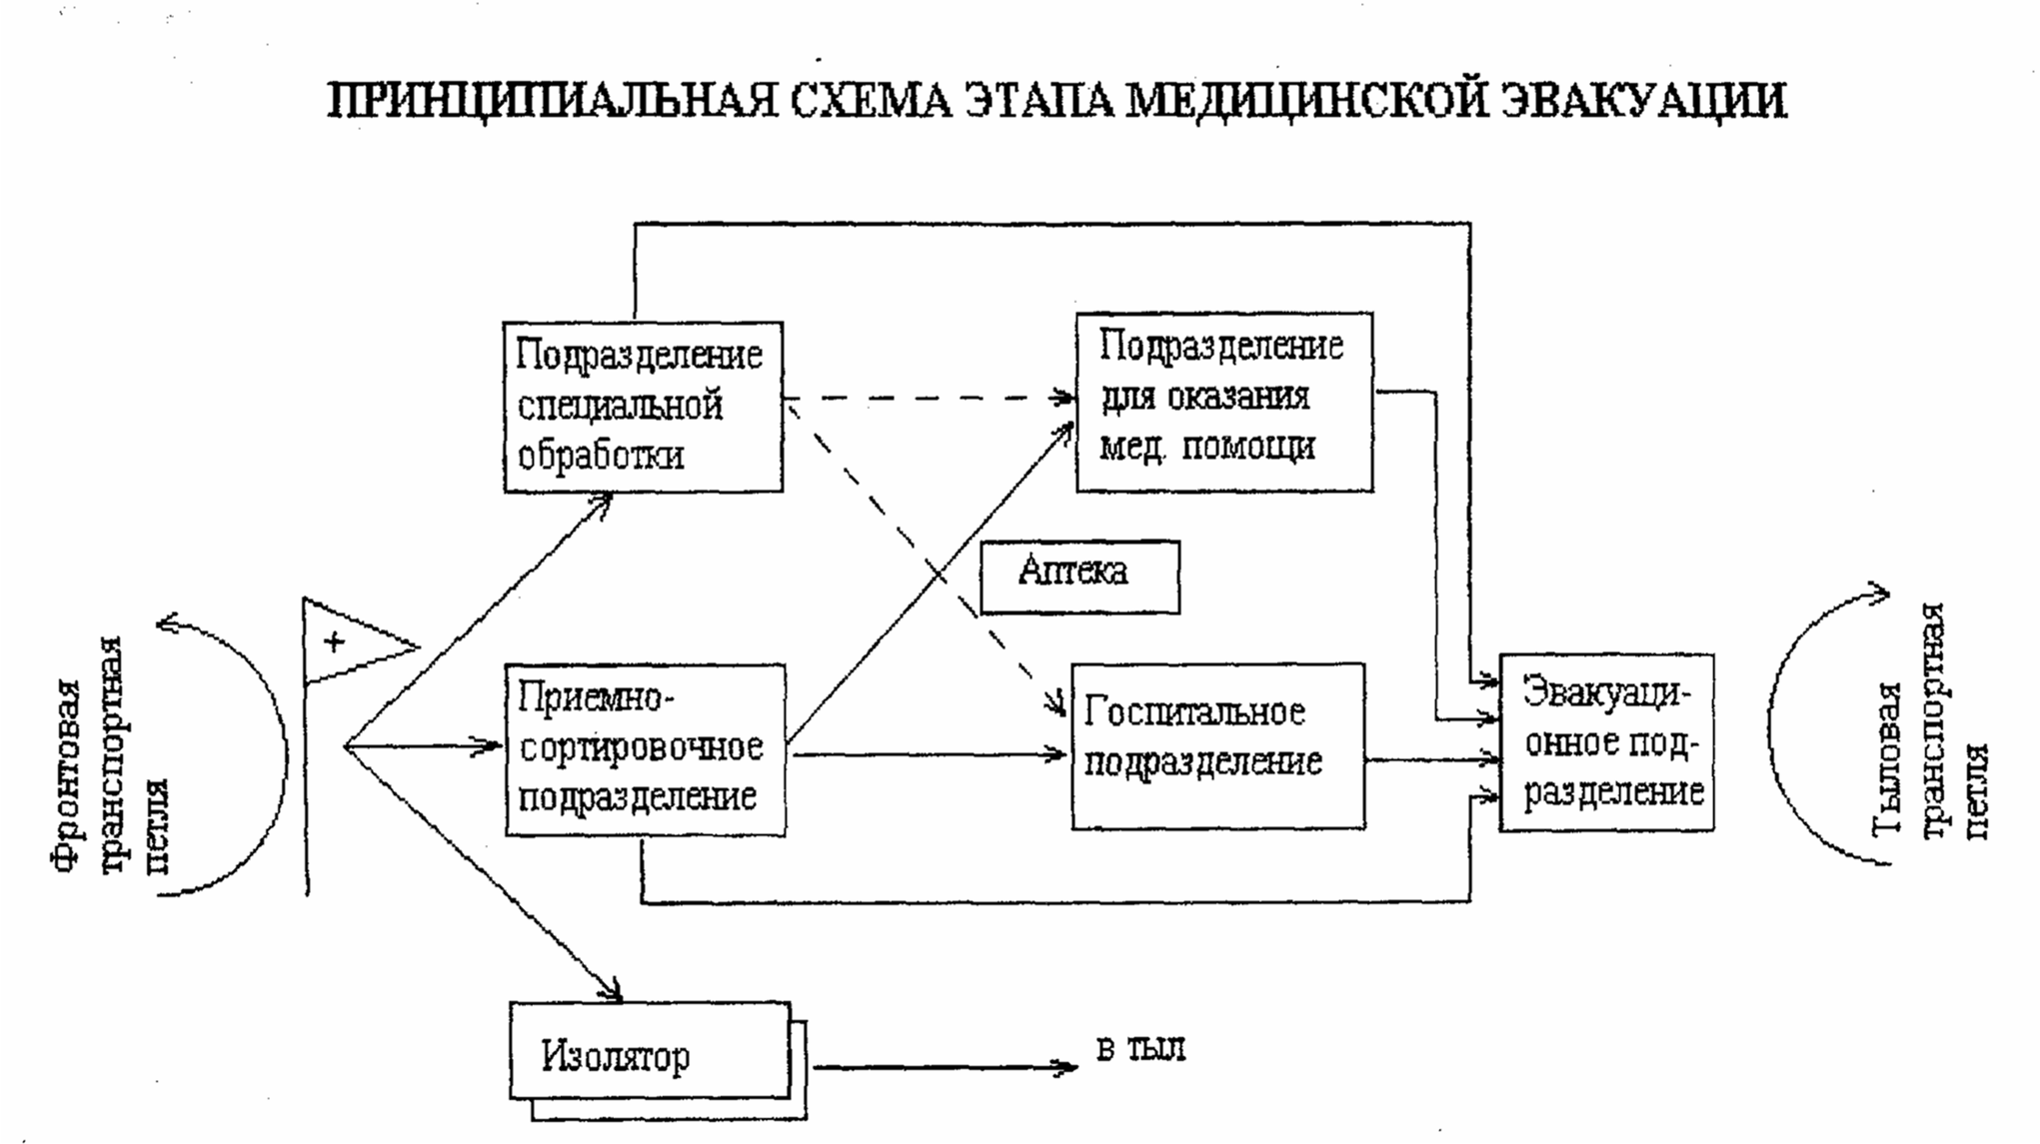 ПРИНЦИПИАЛЬНАЯ СХЕМА ЭТАПА МЕДИЦИНСКОЙ ЭВАКУАЦИИ
Подразделение
специальной
обработки
Подразделение
для оказания
мед. помощи
Аптека
Фронтовая
транспортная
петля
+
Приемно-
сортировочное
подразделение
Госпитальное
подразделение
Эвакуаци-
онное под-
разделение
Тыловая
транспортная
петля
Изолятор
в тыл